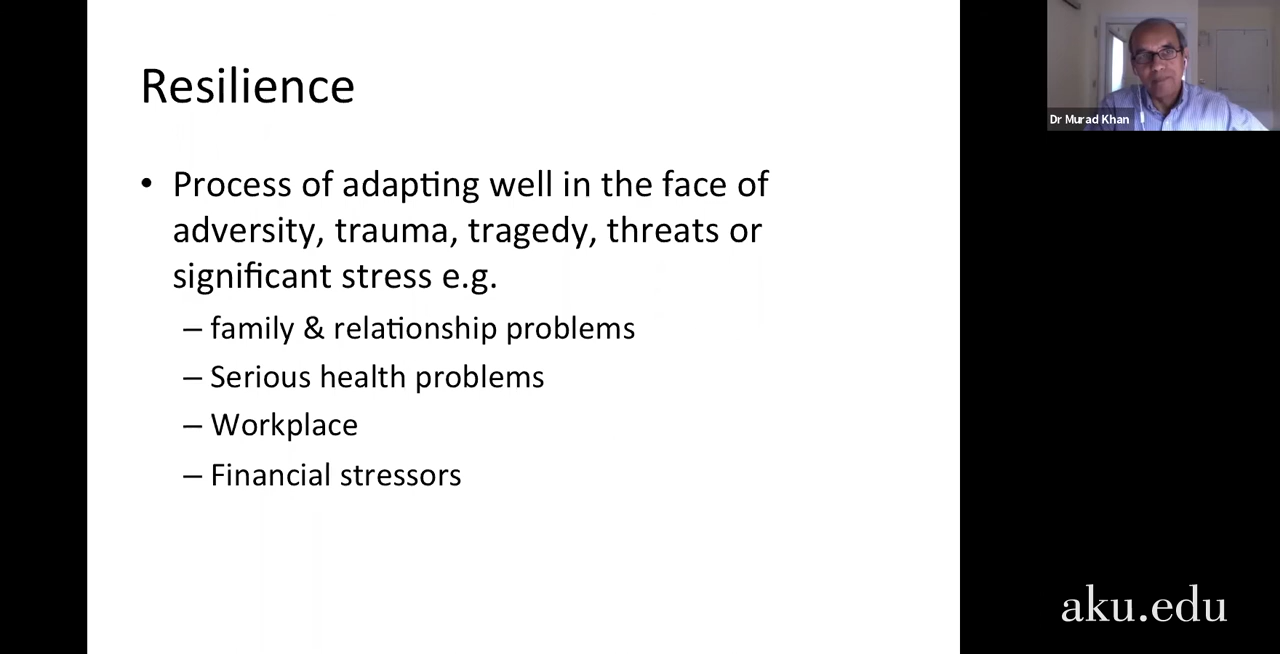 Resilience
• Process of adapting well in the face of
adversity, trauma, tragedy, threats or
significant stress e.g.
– family & relationship problems
– Serious health problems
– Workplace
– Financial stressors
Dr Murad Khan
aku.edu